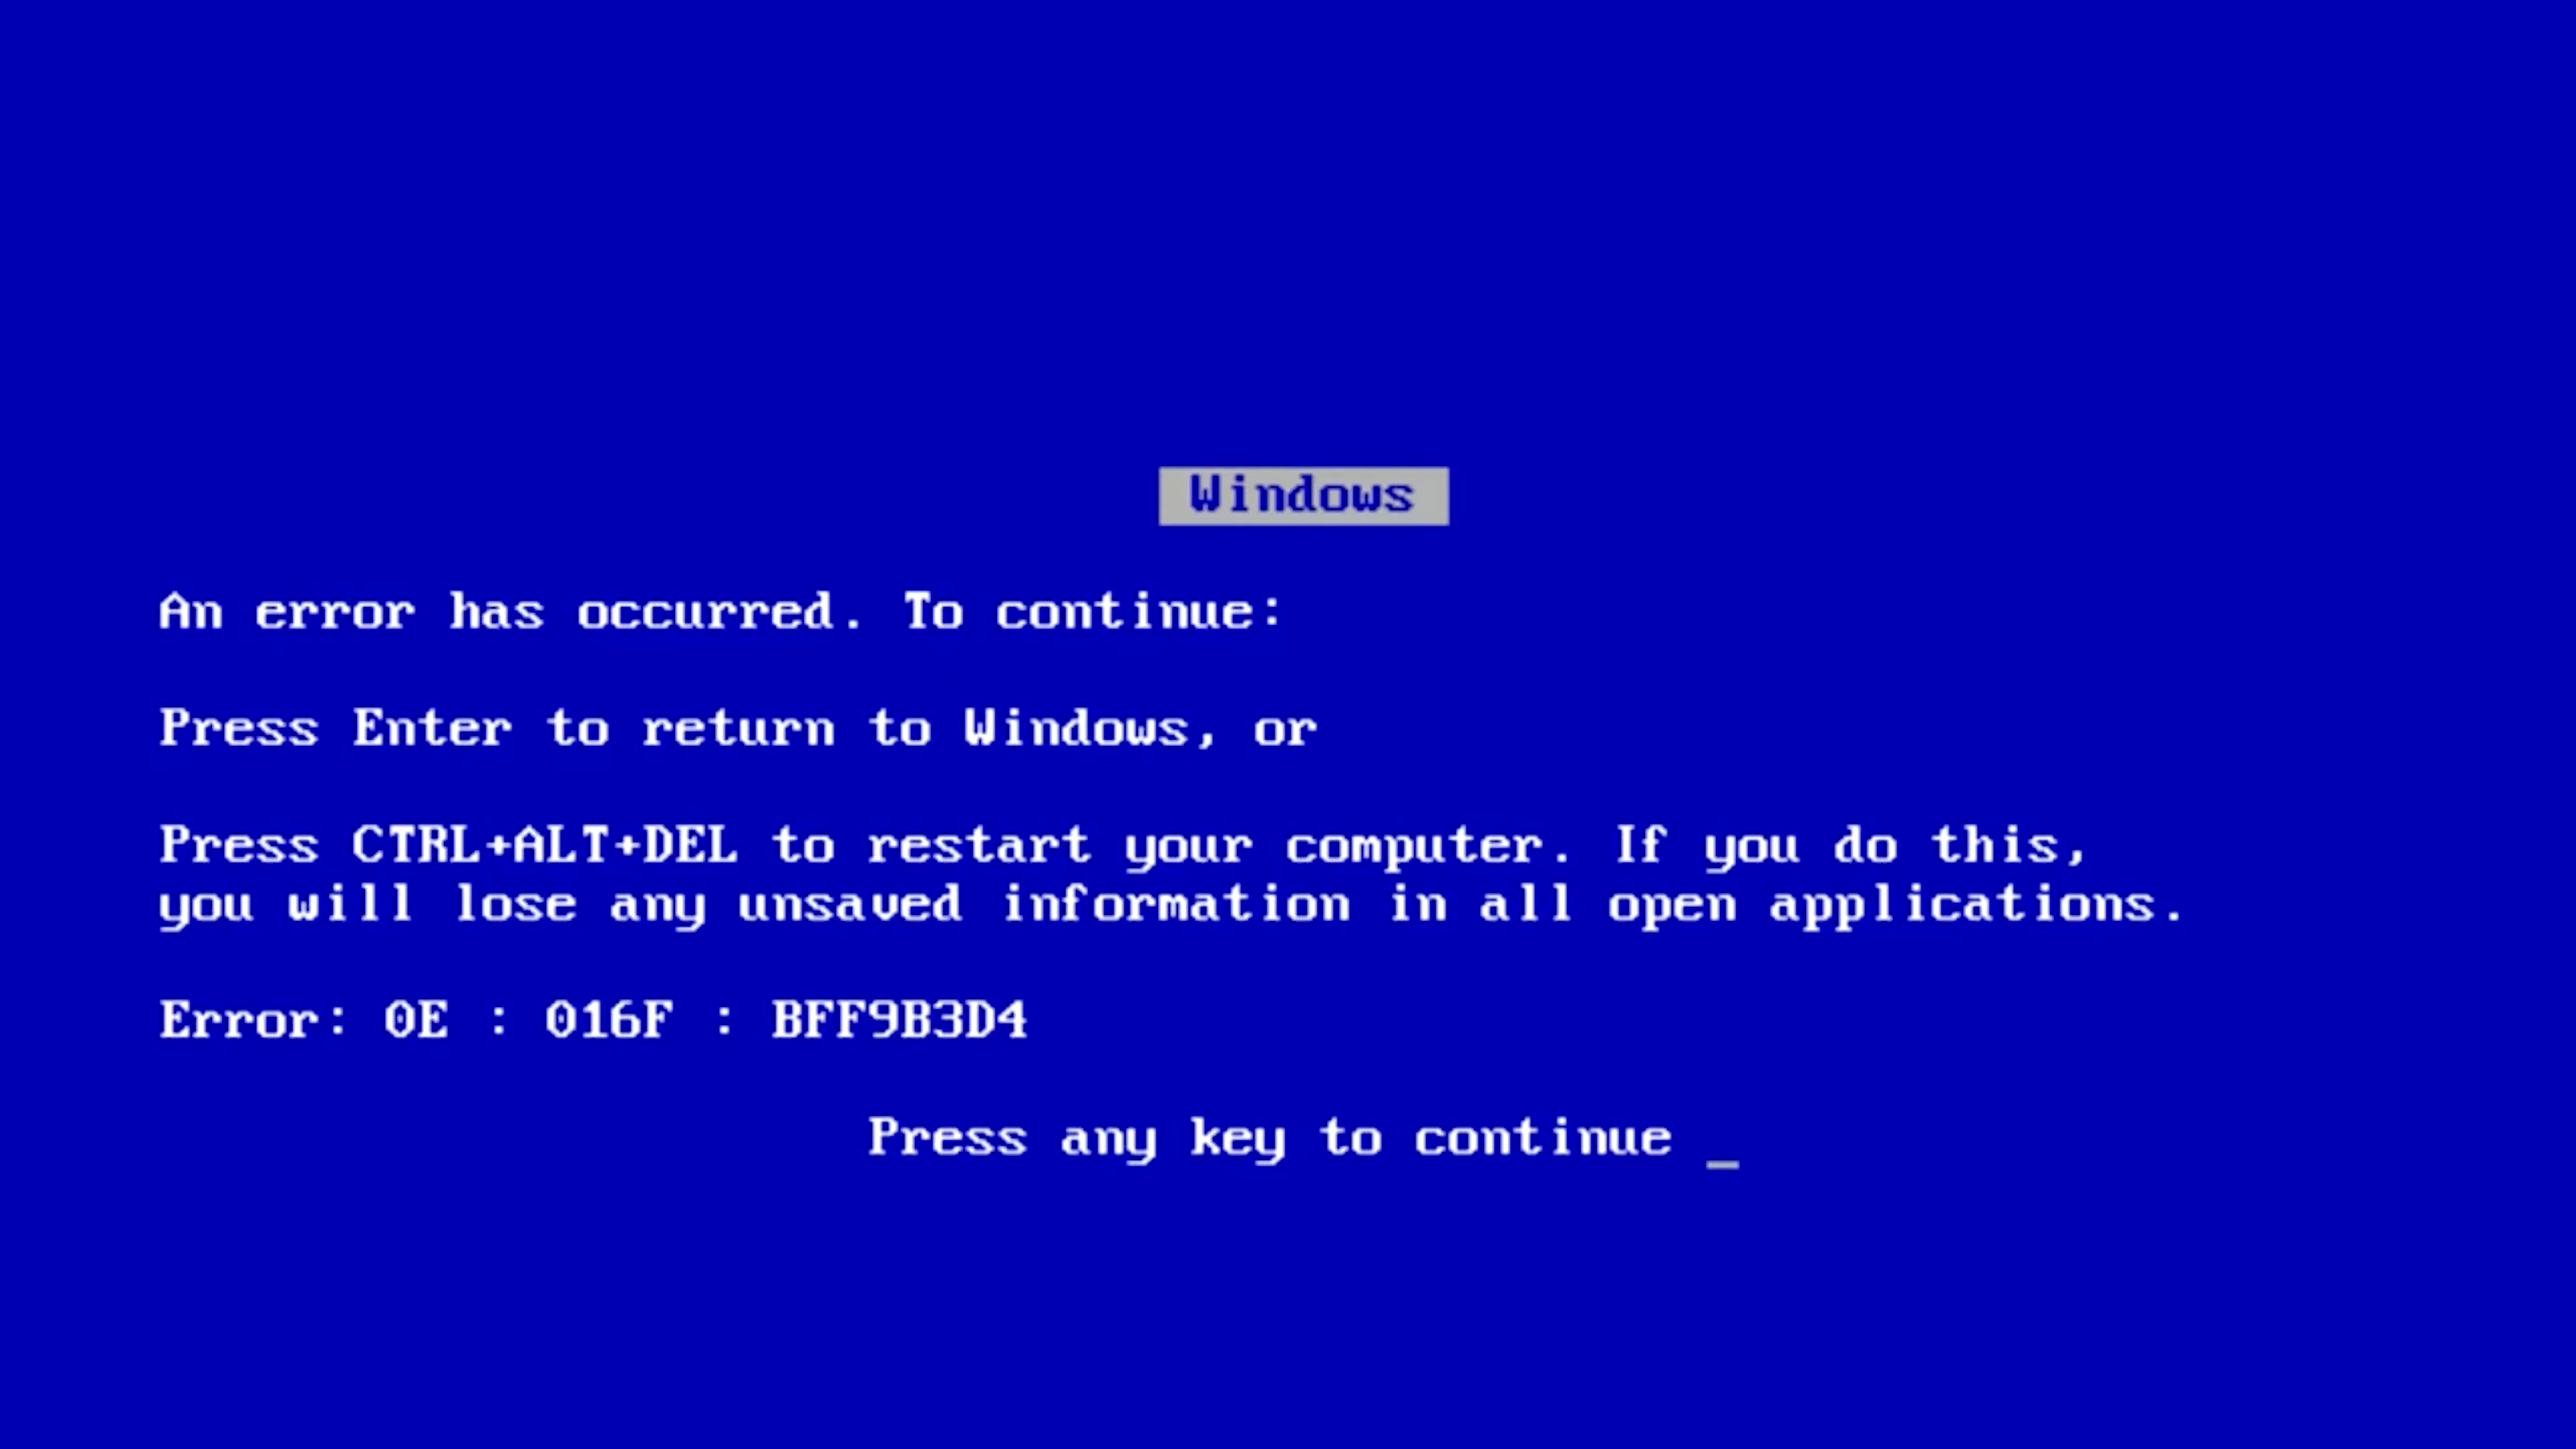 Windows
An error has occurred. To continue:
Press Enter to return to Windows, or
Press CTRL+ALT+DEL to restart your computer. If you do this,
you will lose any unsaved information in all open applications.
Error: 0E : 016F : BFF9B3D4
Press any key to continue _